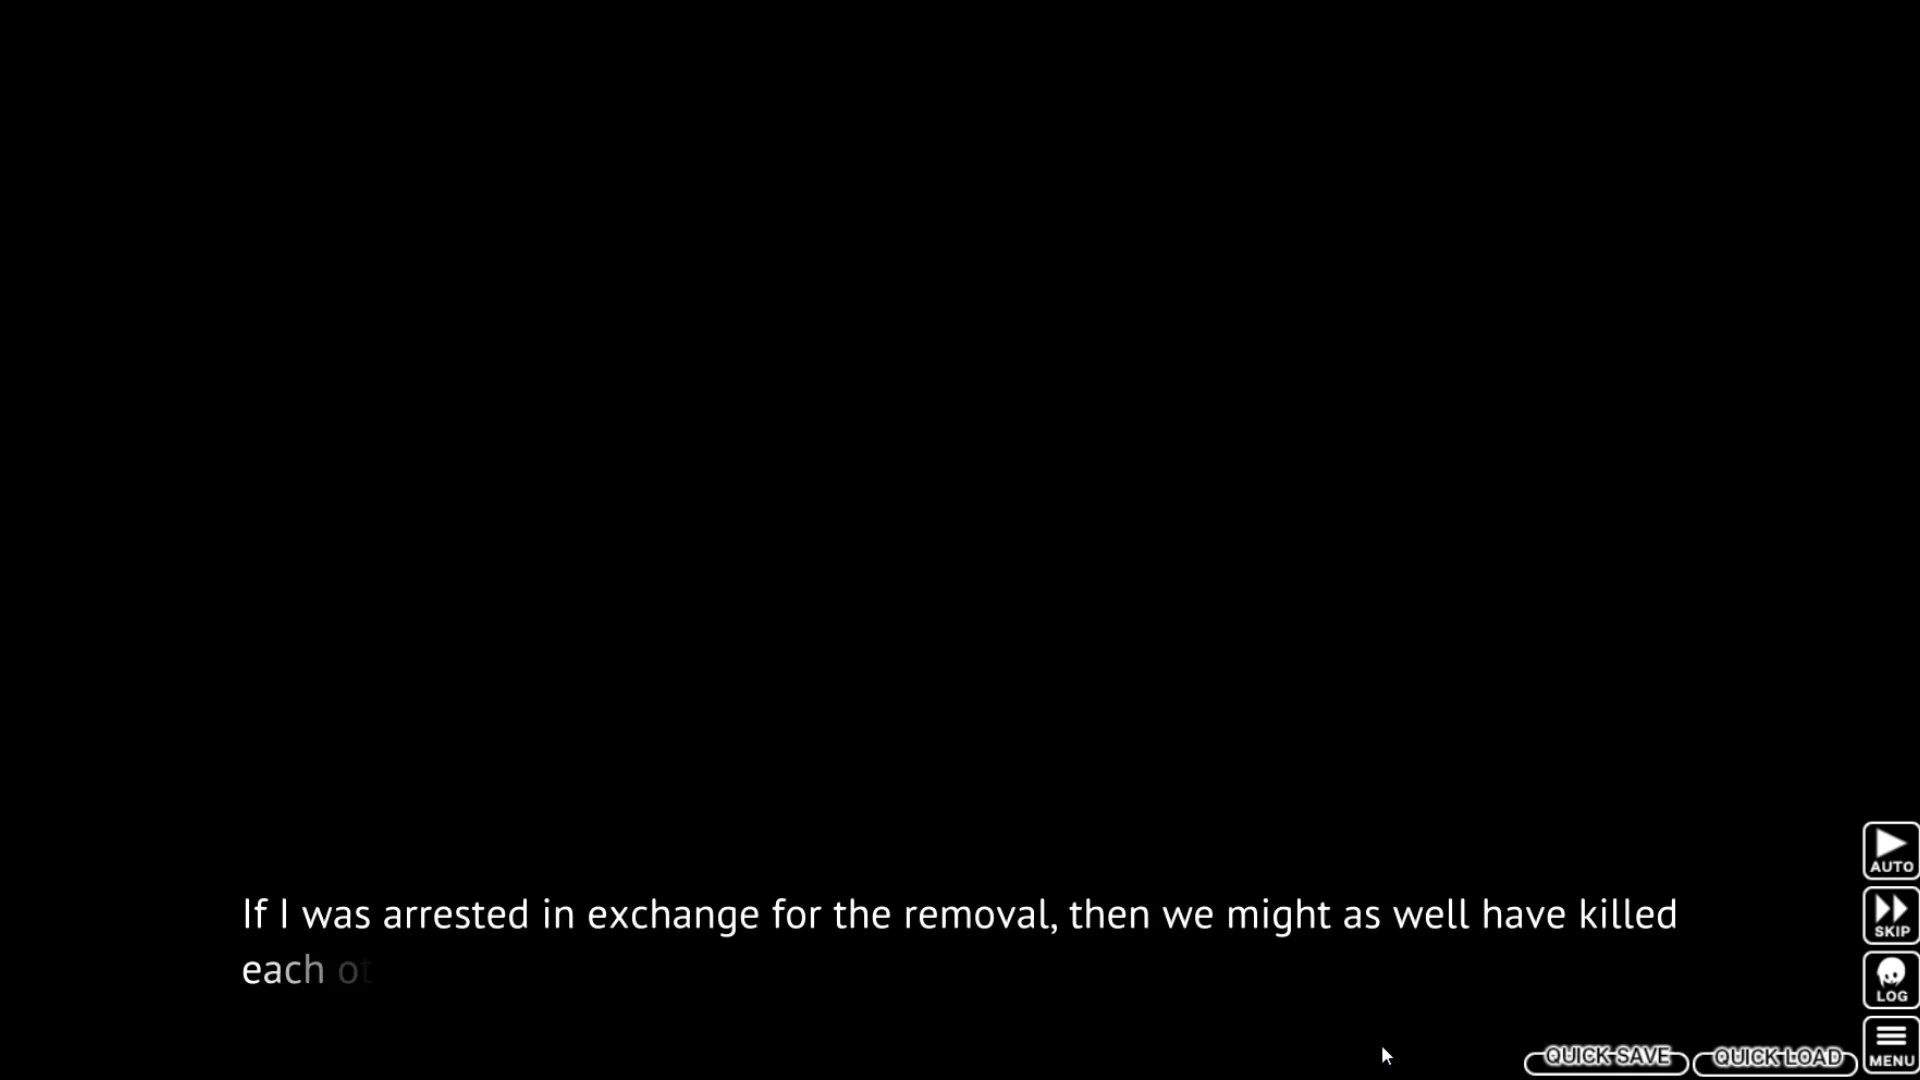 If I was arrested in exchange for the removal, then we might as well have killed
each ot
AUTO
SKIP
LOG
MENU
QUICK SAVE
QUICK LOAD